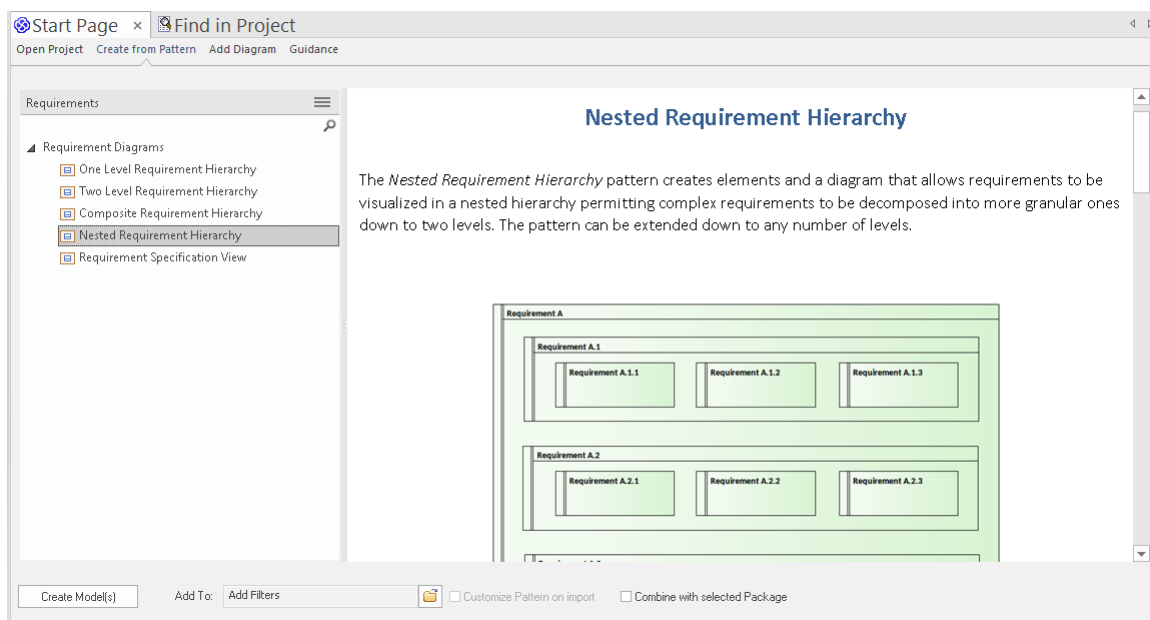 Start Page × Find in Project
Open Project Create from Pattern Add Diagram Guidance
Requirements
Requirement Diagrams
One Level Requirement Hierarchy
Two Level Requirement Hierarchy
Composite Requirement Hierarchy
Nested Requirement Hierarchy
Requirement Specification View
Nested Requirement Hierarchy
The Nested Requirement Hierarchy pattern creates elements and a diagram that allows requirements to be
visualized in a nested hierarchy permitting complex requirements to be decomposed into more granular ones
down to two levels. The pattern can be extended down to any number of levels.
Requirement A
Requirement A.1
Requirement A.1.1 Requirement A.1.2 Requirement A.1.3
Requirement A.2
Requirement A.2.1 Requirement A.2.2 Requirement A.2.3
Create Model(s) Add To: Add Filters Customize Pattern on import Combine with selected Package